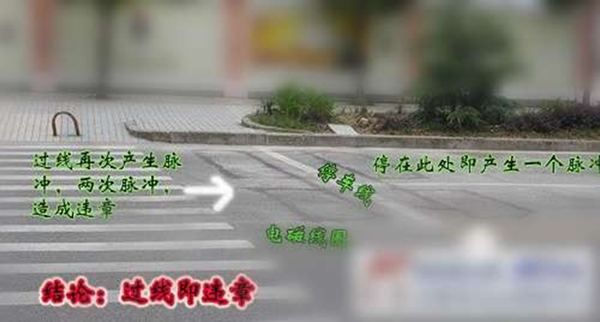 过线再次产生脉
冲，两次脉冲，
造成违章
停在此处即产生一个脉冲
停车线
电磁线圈
结论：过线即违章